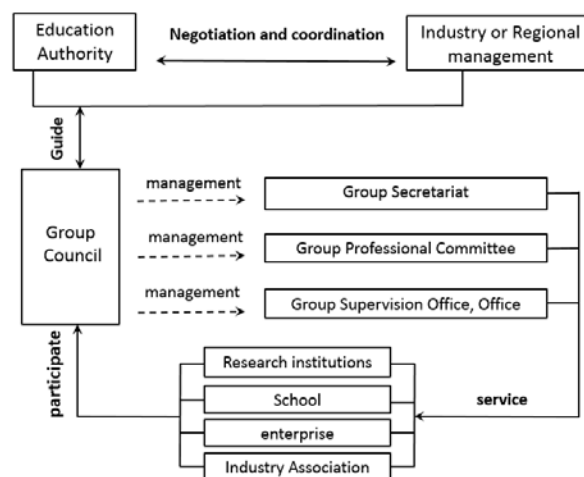 Education
Authority
Negotiation and coordination
Industry or Regional
management
Guide
Group
Council
management
Group Secretariat
management
Group Professional Committee
management
Group Supervision Office, Office
participate
Research institutions
School
enterprise
Industry Association
service